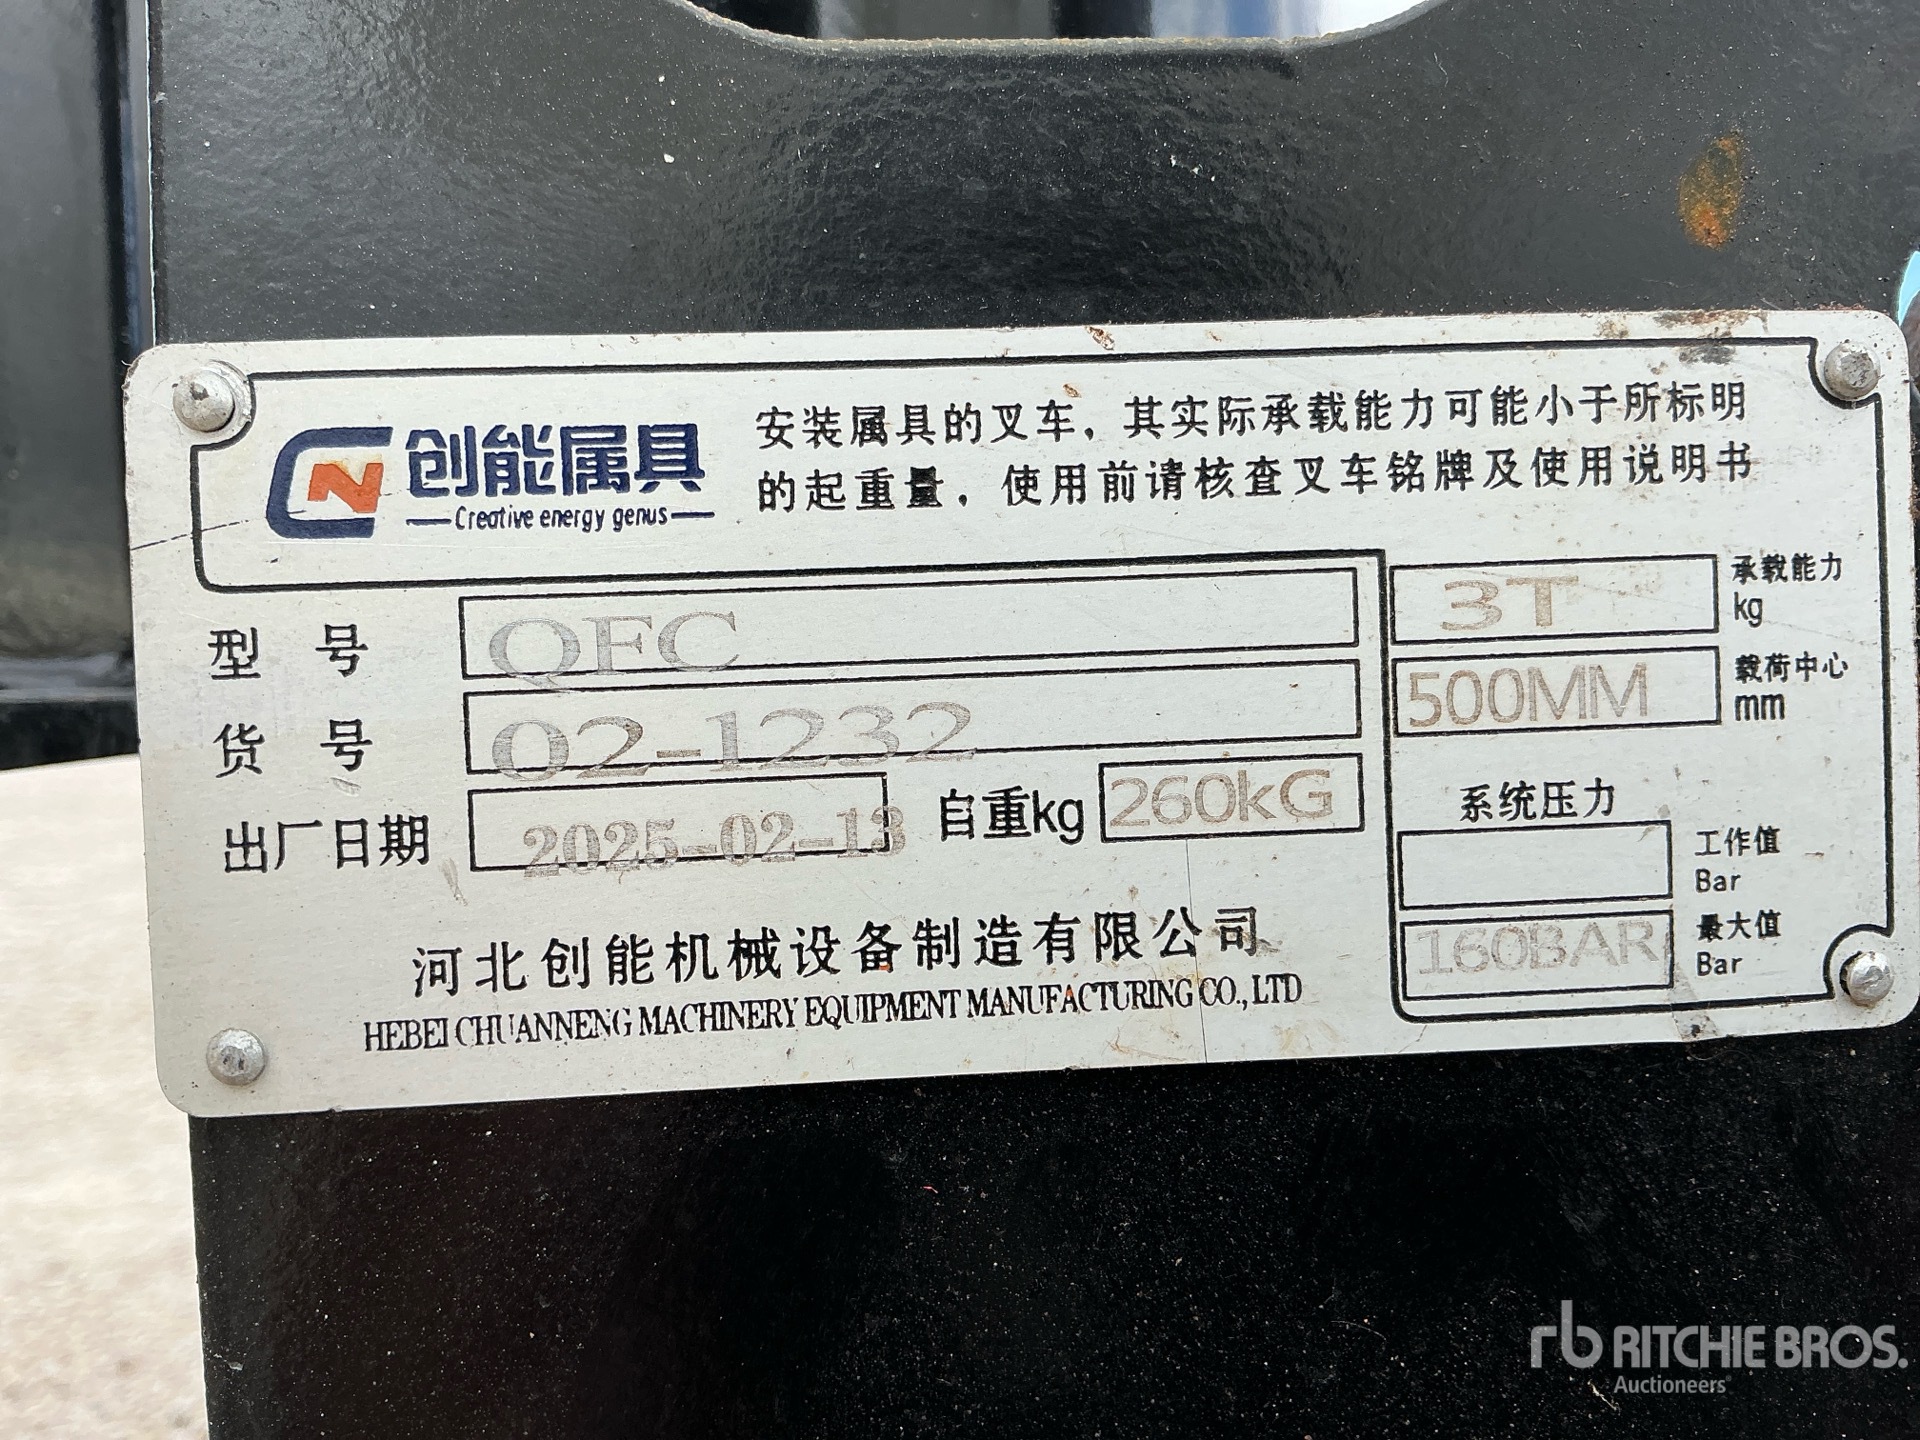 CN 创能属具
Creative energy genus
安装属具的叉车，其实际承载能力可能小于所标明
的起重量，使用前请核查叉车铭牌及使用说明书
型号 QFC
货号 02-1232
出厂日期 2025-02-13 自重kg 260kG
3T 承载能力
kg
500MM 载荷中心
mm
系统压力
工作值
Bar
160BAR 最大值
Bar
河北创能机械设备制造有限公司
HEBEI CHUANNENG MACHINERY EQUIPMENT MANUFACTURING CO., LTD
rb RITCHIE BROS.
Auctioneers